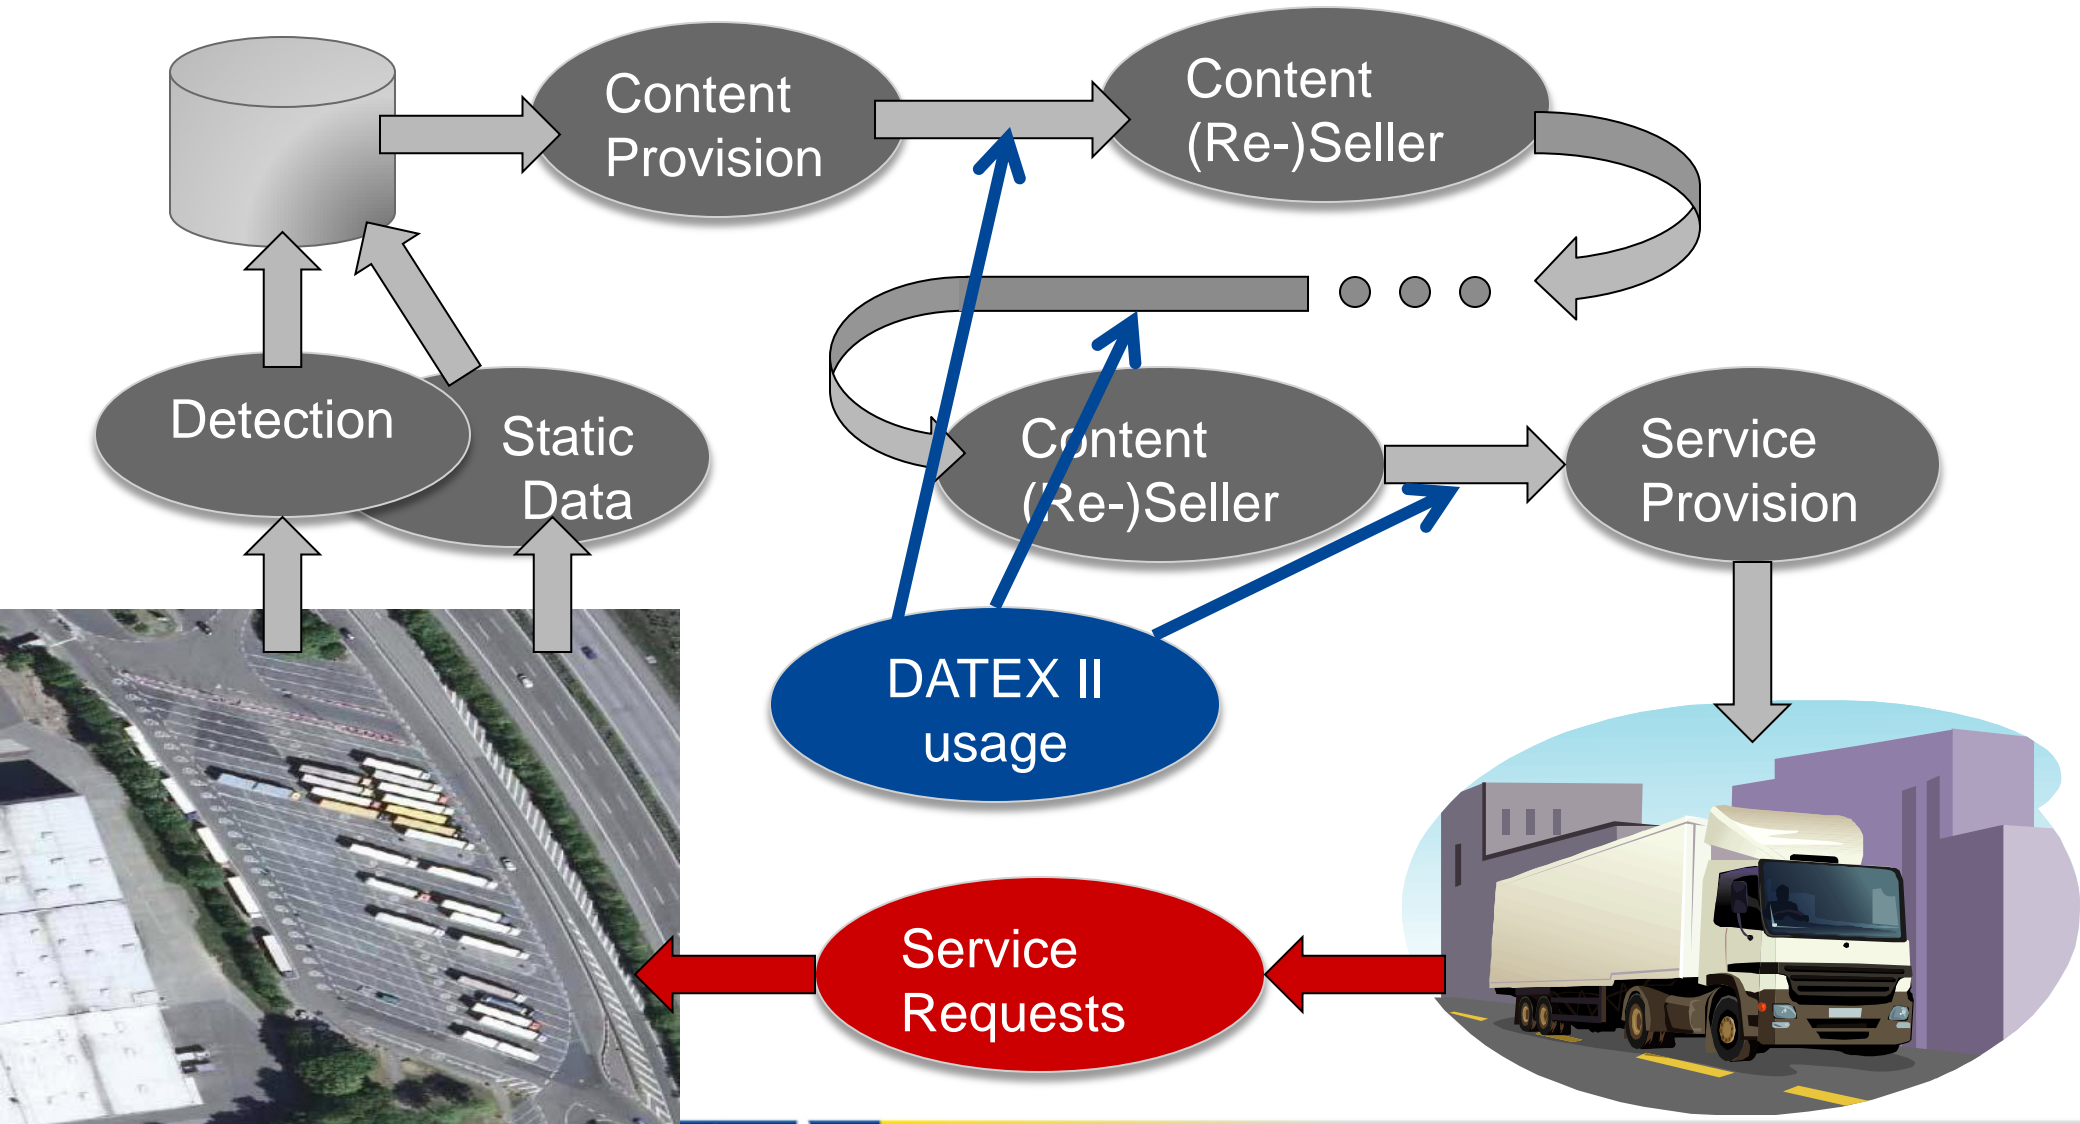 Content
Provision
Content
(Re-)Seller
Detection
Static
Data
Content
(Re-)Seller
Service
Provision
DATEX II
usage
Service
Requests